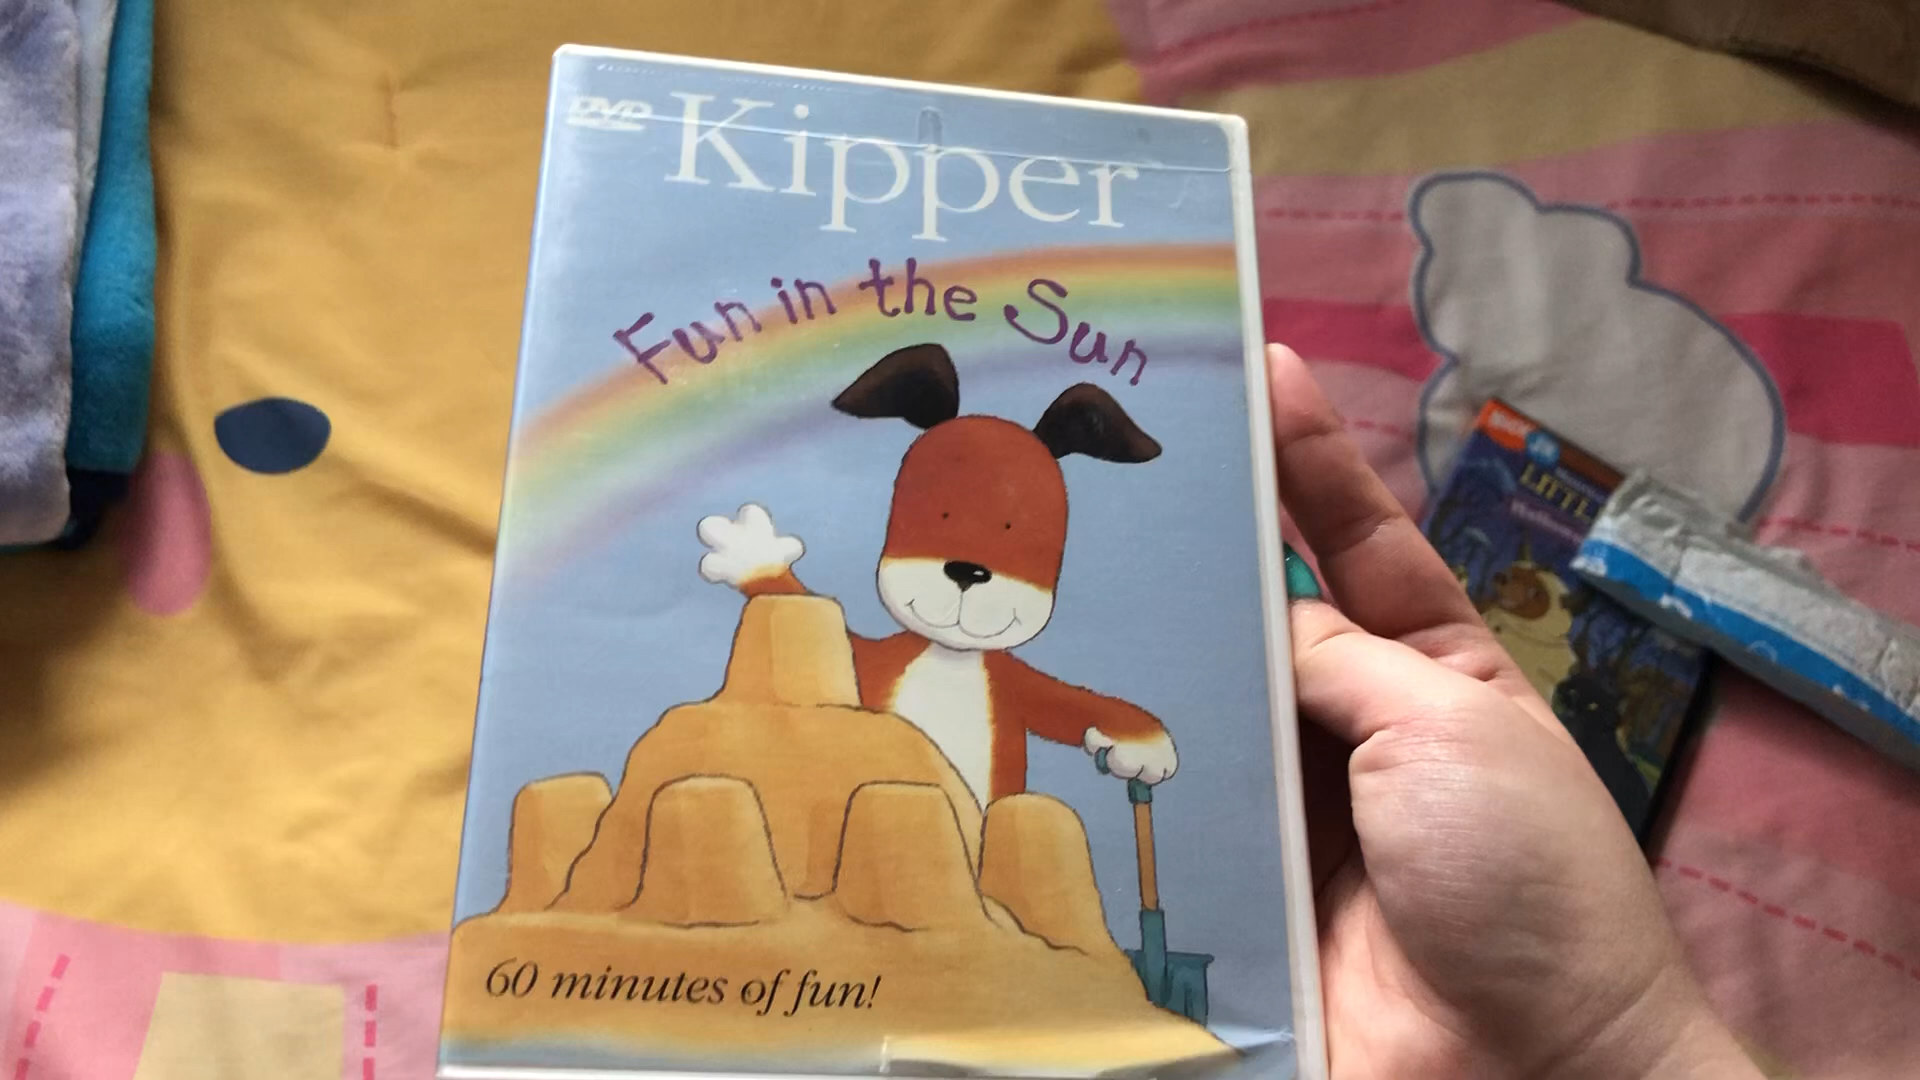 DVD
Kipper
Fun in the Sun
60 minutes of fun!
LITTL